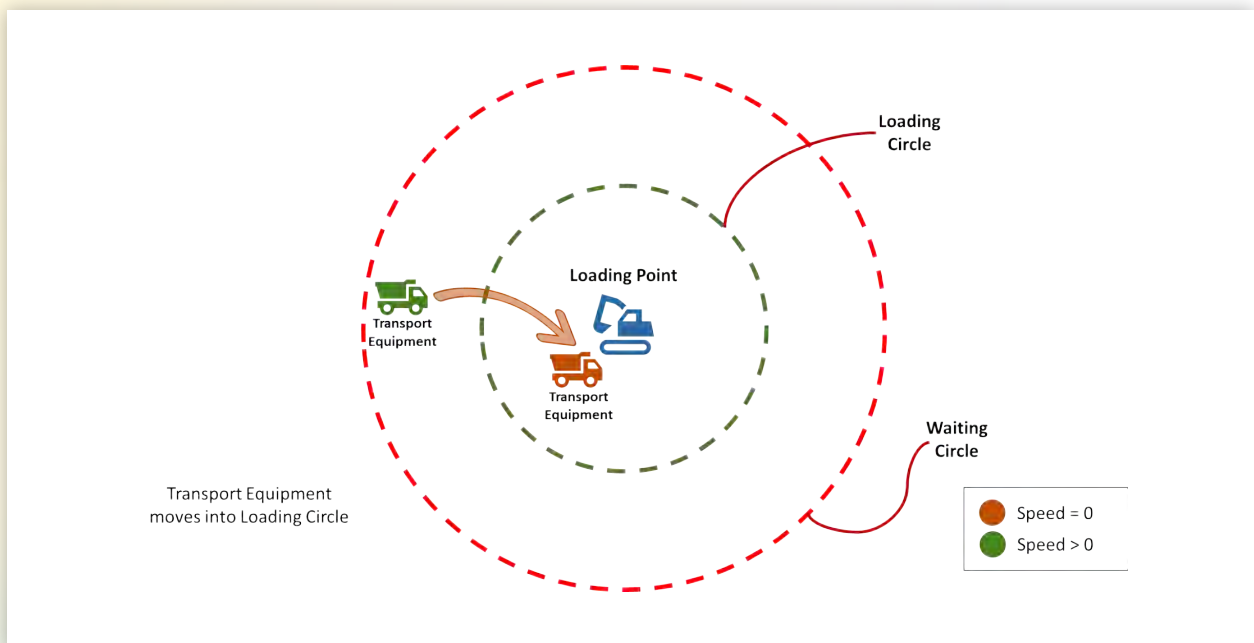 Loading
Circle
Loading Point
Transport
Equipment
Transport
Equipment
Waiting
Circle
Transport Equipment
moves into Loading Circle
Speed = 0
Speed > 0